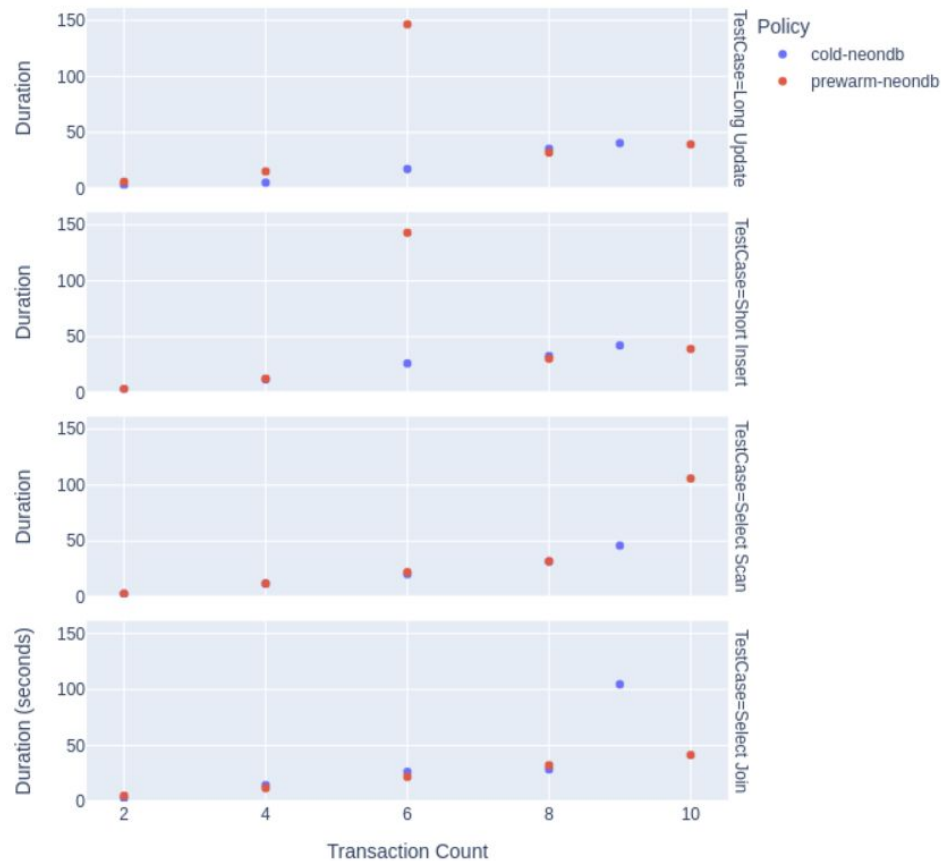 Policy
cold-neondb
prewarm-neondb
150
100
50
0
Duration
TestCase=Long Update
150
100
50
0
Duration
TestCase=Short Insert
150
100
50
0
Duration
TestCase=Select Scan
150
100
50
0
Duration (seconds)
TestCase=Select Join
2 4 6 8 10
Transaction Count